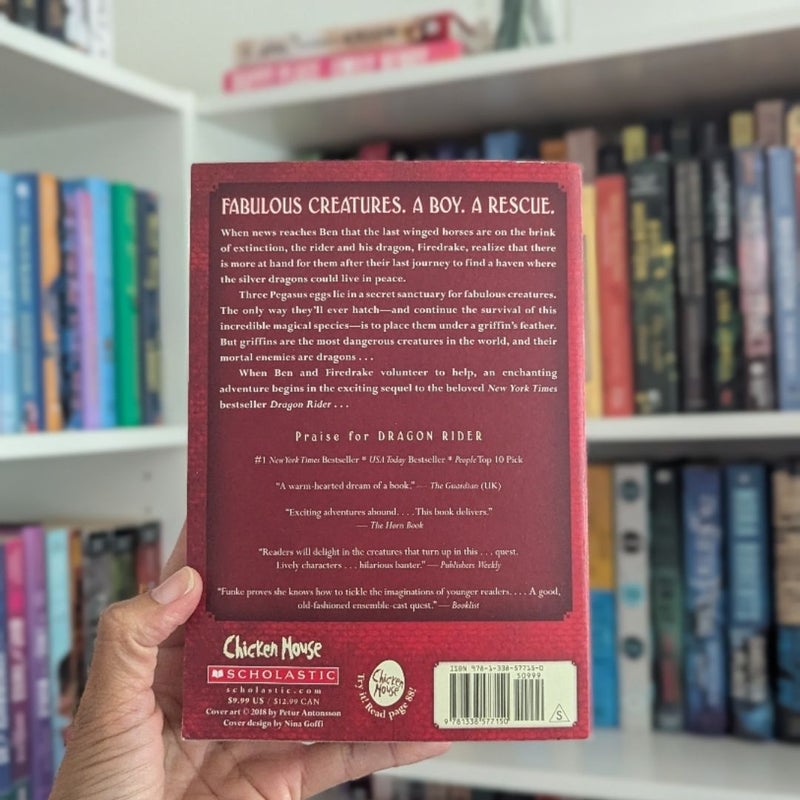 FABULOUS CREATURES. A BOY. A RESCUE.
When news reaches Ben that the last winged horses are on the brink
of extinction, the rider and his dragon, Firedrake, realize that there
is more at hand for them after their last journey to find a haven where
the silver dragons could live in peace.
Three Pegasus eggs lie in a secret sanctuary for fabulous creatures.
The only way they'll ever hatch—and continue the survival of this
incredible magical species—is to place them under a griffin's feather.
But griffins are the most dangerous creatures in the world, and their
mortal enemies are dragons . . .
When Ben and Firedrake volunteer to help, an enchanting
adventure begins in the exciting sequel to the beloved New York Times
bestseller Dragon Rider . . .
Praise for DRAGON RIDER
#1 New York Times Bestseller * USA Today Bestseller * People Top 10 Pick
"A warm-hearted dream of a book." — The Guardian (UK)
"Exciting adventures abound. . . . This book delivers."
— The Horn Book
"Readers will delight in the creatures that turn up in this . . . quest.
Lively characters . . . hilarious banter." — Publishers Weekly
"Funke proves she knows how to tickle the imaginations of younger readers. . . . A good,
old-fashioned ensemble-cast quest." — Booklist
Chicken House
SCHOLASTIC
scholastic.com
$9.99 US / $12.99 CAN
Cover art © 2018 by Petur Antonsson
Cover design by Nina Goffi
Chicken House
Try it! Read page 88!
ISBN 978-1-338-57715-0
50999
9 781338 577150
S